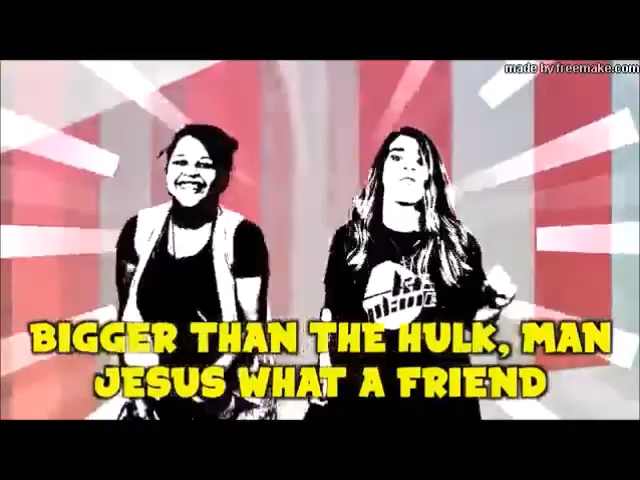 made by freemake.com
BIGGER THAN THE HULK, MAN
JESUS WHAT A FRIEND